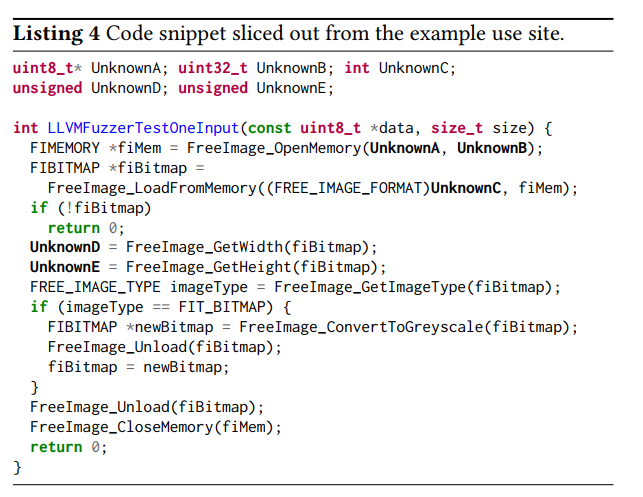 Listing 4 Code snippet sliced out from the example use site.
uint8_t* UnknownA; uint32_t UnknownB; int UnknownC;
unsigned UnknownD; unsigned UnknownE;
int LLVMFuzzerTestOneInput(const uint8_t *data, size_t size) {
  FIMEMORY *fiMem = FreeImage_OpenMemory(UnknownA, UnknownB);
  FIBITMAP *fiBitmap =
    FreeImage_LoadFromMemory((FREE_IMAGE_FORMAT)UnknownC, fiMem);
  if (!fiBitmap)
    return 0;
  UnknownD = FreeImage_GetWidth(fiBitmap);
  UnknownE = FreeImage_GetHeight(fiBitmap);
  FREE_IMAGE_TYPE imageType = FreeImage_GetImageType(fiBitmap);
  if (imageType == FIT_BITMAP) {
    FIBITMAP *newBitmap = FreeImage_ConvertToGreyscale(fiBitmap);
    FreeImage_Unload(fiBitmap);
    fiBitmap = newBitmap;
  }
  FreeImage_Unload(fiBitmap);
  FreeImage_CloseMemory(fiMem);
  return 0;
}